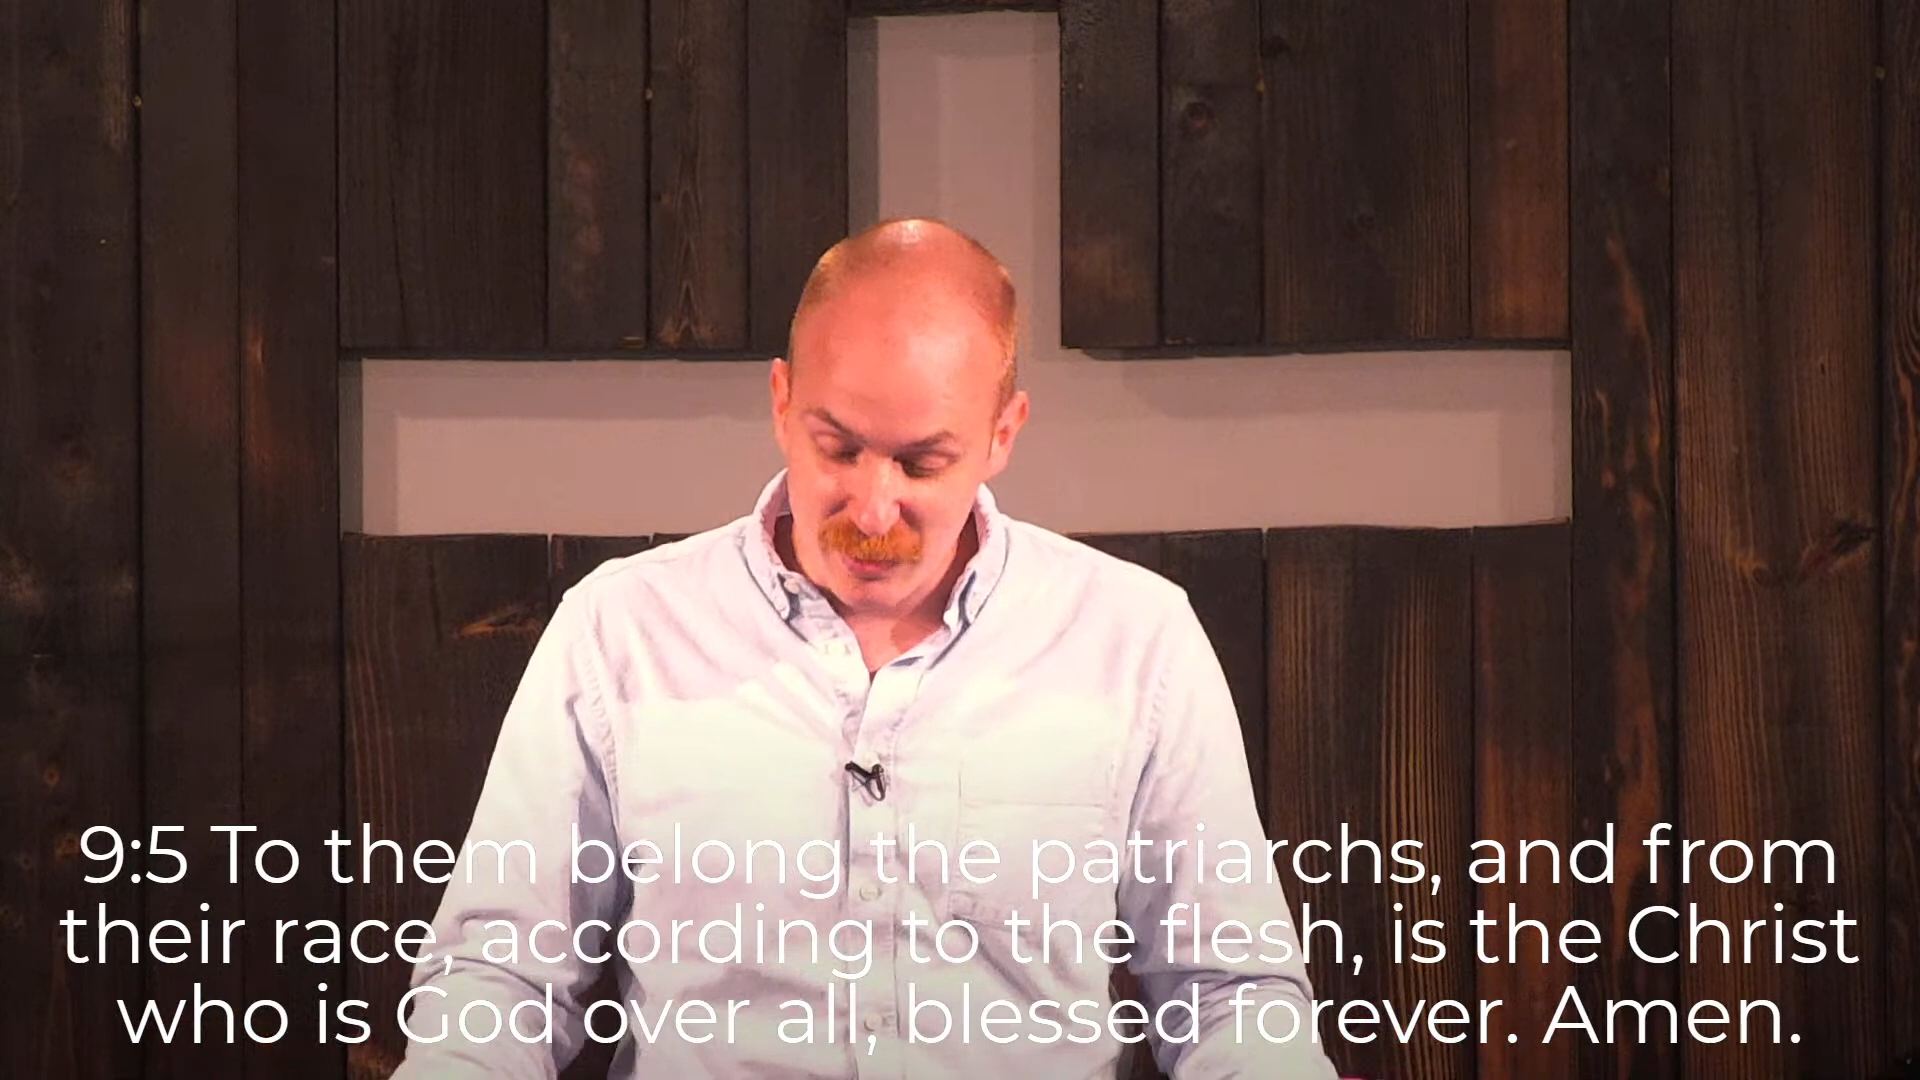 9:5 To them belong the patriarchs, and from
their race, according to the flesh, is the Christ
who is God over all, blessed forever. Amen.